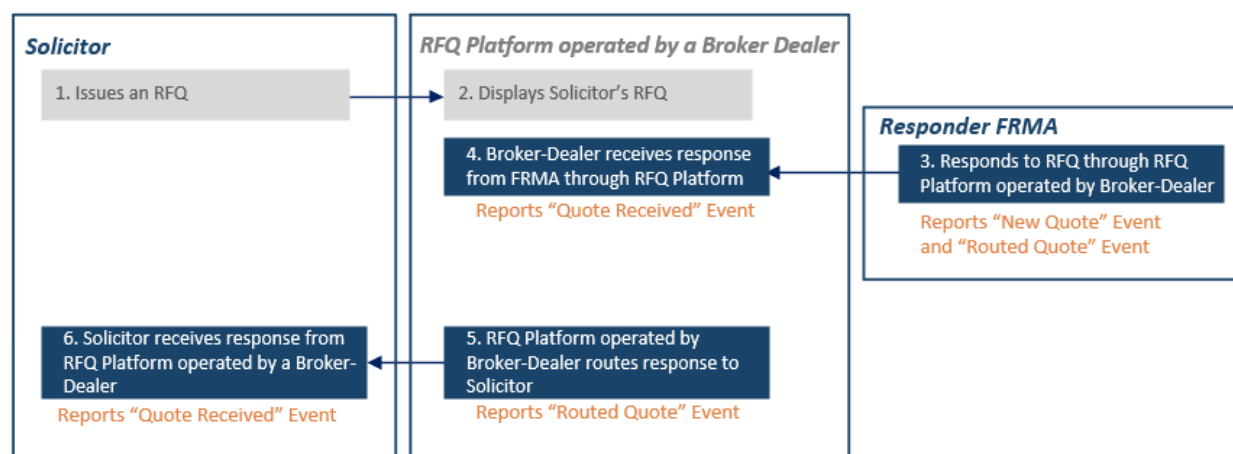 Solicitor
1. Issues an RFQ
RFQ Platform operated by a Broker Dealer
2. Displays Solicitor's RFQ
Responder FRMA
3. Responds to RFQ through RFQ
Platform operated by Broker-Dealer
Reports “New Quote” Event
and “Routed Quote” Event
4. Broker-Dealer receives response
from FRMA through RFQ Platform
Reports “Quote Received” Event
5. RFQ Platform operated by
Broker-Dealer routes response to
Solicitor
Reports “Routed Quote” Event
6. Solicitor receives response from
RFQ Platform operated by a Broker-
Dealer
Reports “Quote Received” Event